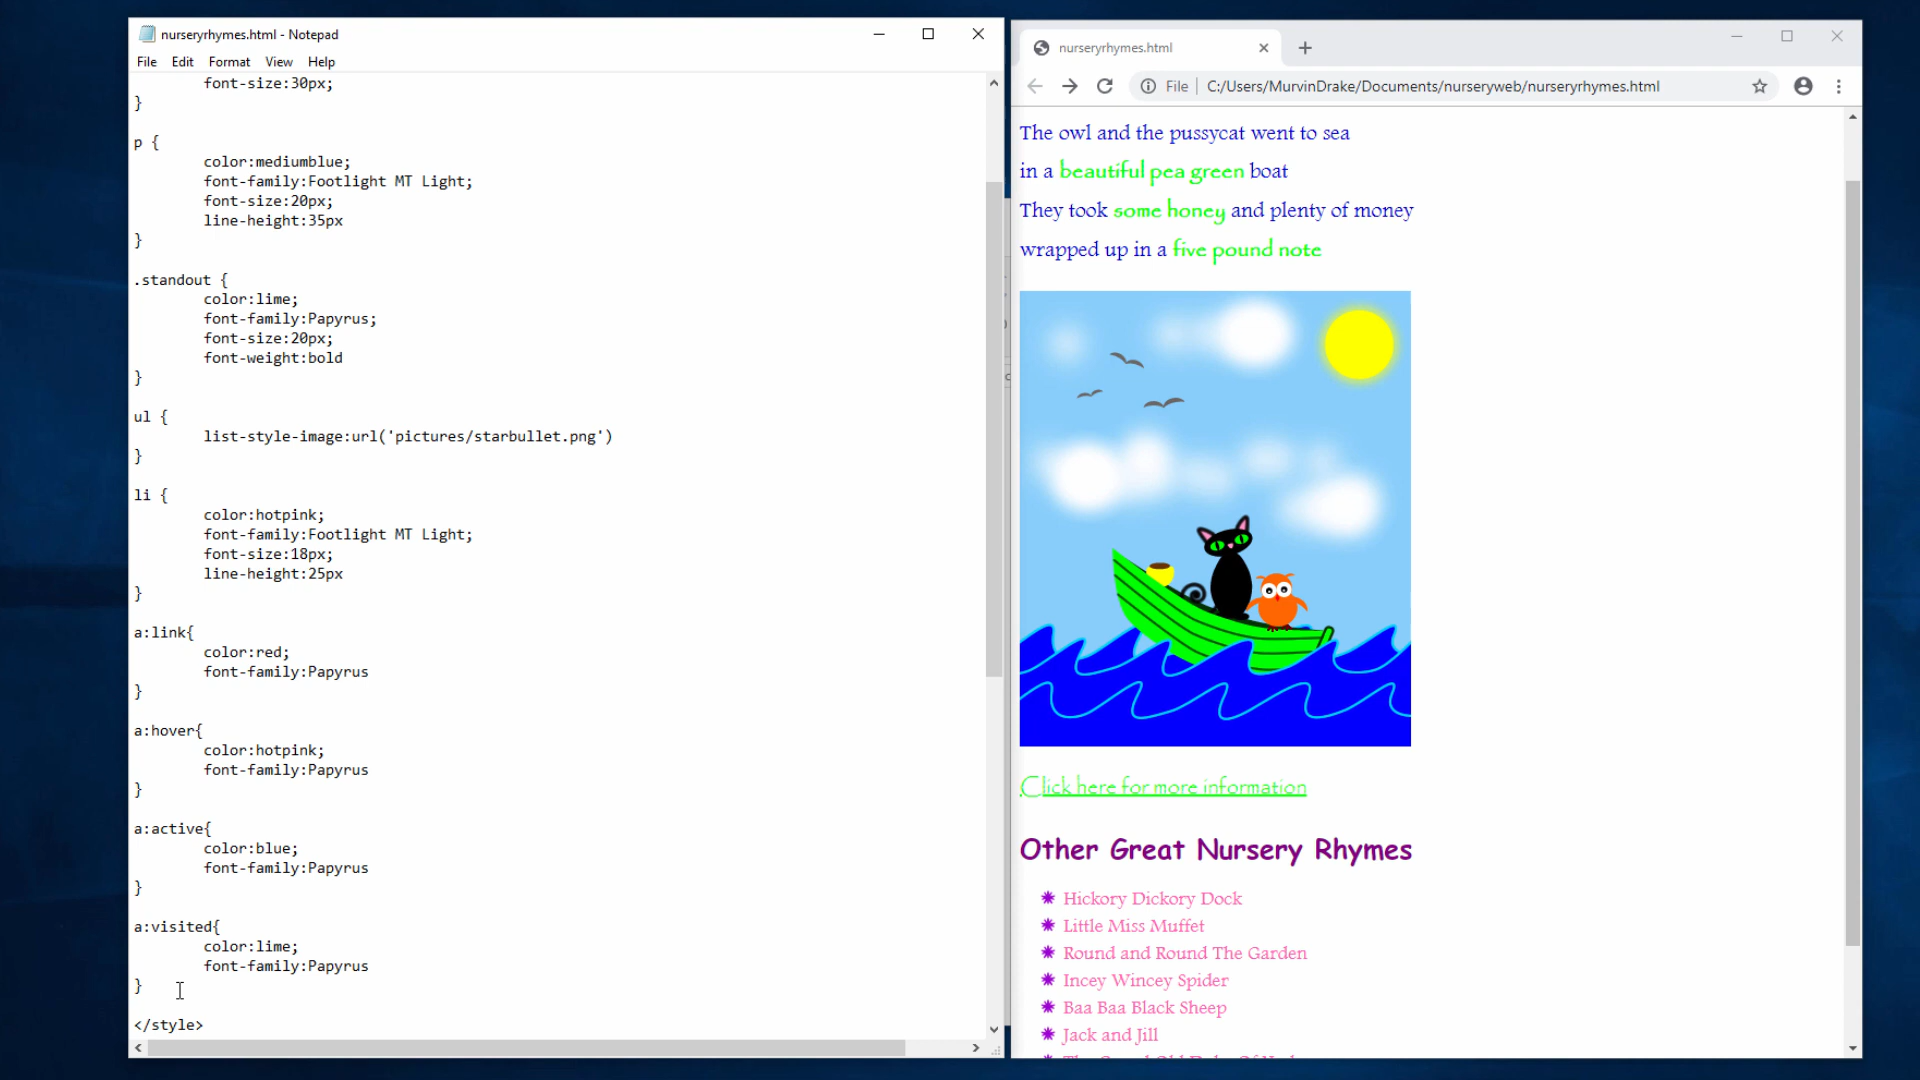 nurseryrhymes.html - Notepad
File Edit Format View Help
font-size:30px;
}
p {
color:mediumblue;
font-family:Footlight MT Light;
font-size:20px;
line-height:35px
}
.standout {
color:lime;
font-family:Papyrus;
font-size:20px;
font-weight:bold
}
ul {
list-style-image:url('pictures/starbullet.png')
}
li {
color:hotpink;
font-family:Footlight MT Light;
font-size:18px;
line-height:25px
}
a:link{
color:red;
font-family:Papyrus
}
a:hover{
color:hotpink;
font-family:Papyrus
}
a:active{
color:blue;
font-family:Papyrus
}
a:visited{
color:lime;
font-family:Papyrus
}
</style>
nurseryrhymes.html
File C:/Users/MurvinDrake/Documents/nurseryweb/nurseryrhymes.html
The owl and the pussycat went to sea
in a beautiful pea green boat
They took some honey and plenty of money
wrapped up in a five pound note
Click here for more information
Other Great Nursery Rhymes
Hickory Dickory Dock
Little Miss Muffet
Round and Round The Garden
Incey Wincey Spider
Baa Baa Black Sheep
Jack and Jill